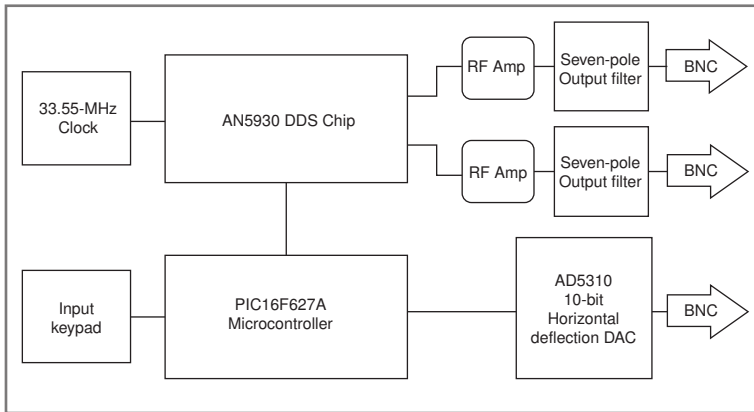 33.55-MHz
Clock
AN5930 DDS Chip
RF Amp
Seven-pole
Output filter
BNC
RF Amp
Seven-pole
Output filter
BNC
Input
keypad
PIC16F627A
Microcontroller
AD5310
10-bit
Horizontal
deflection DAC
BNC